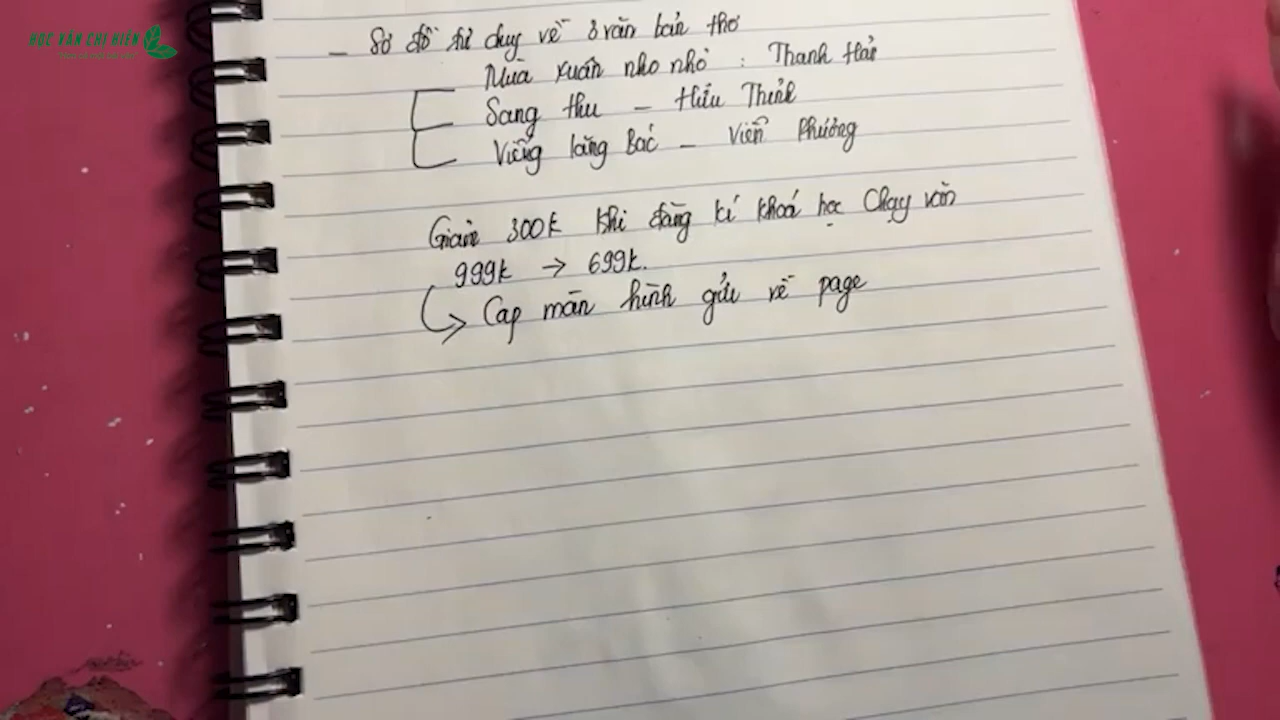 HỌC VĂN CHỊ HIÊN
- Sơ đồ tư duy về 3 văn bản thơ
Mùa xuân nho nhỏ : Thanh Hải
Sang thu - Hữu Thỉnh
Viếng lăng Bác - Viễn Phương
Giảm 300k khi đăng kí khoá học Chạy văn
999k → 699k.
↳ Cap màn hình gửi về page